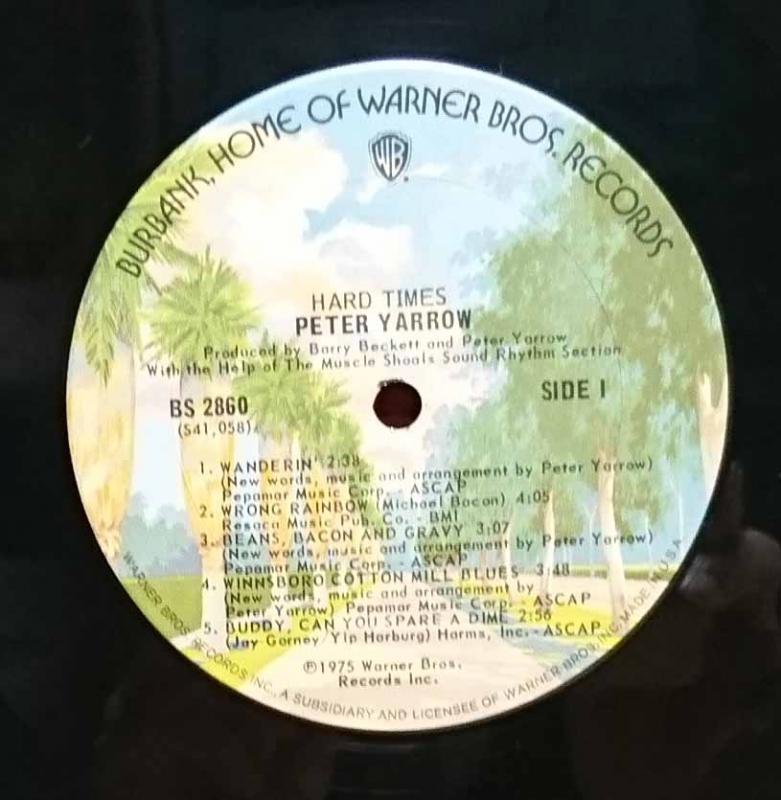 BURBANK, HOME OF WARNER BROS. RECORDS
WB
HARD TIMES
PETER YARROW
Produced by Barry Beckett and Peter Yarrow
With the Help of The Muscle Shoals Sound Rhythm Section
BS 2860
SIDE 1
(S41,058)
1. WANDERIN' 2:38
(New words, music and arrangement by Peter Yarrow)
Pepamar Music Corp. - ASCAP
2. WRONG RAINBOW (Michael Bacon) 4:05
Resaca Music Pub. Co. - BMI
3. BEANS, BACON AND GRAVY 3:07
(New words, music and arrangement by Peter Yarrow)
Pepamar Music Corp. - ASCAP
4. WINNSBORO COTTON MILL BLUES 3:48
(New words, music and arrangement by
Peter Yarrow) Pepamar Music Corp. - ASCAP
5. BUDDY, CAN YOU SPARE A DIME 2:56
(Jay Gorney/Yip Harburg) Harms, Inc. - ASCAP
℗1975 Warner Bros.
Records Inc.
WARNER BROS. RECORDS INC., A SUBSIDIARY AND LICENSEE OF WARNER BROS. INC. MADE IN U.S.A.